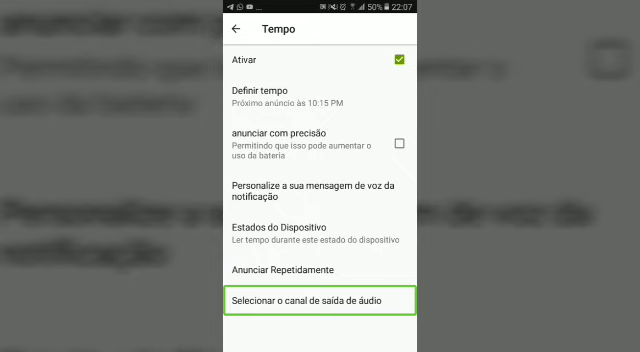 ... 50% 22:07
Tempo
Ativar
Definir tempo
Próximo anúncio às 10:15 PM
anunciar com precisão
Permitindo que isso pode aumentar o
uso da bateria
Personalize a sua mensagem de voz da
notificação
Estados do Dispositivo
Ler tempo durante este estado do dispositivo
Anunciar Repetidamente
Selecionar o canal de saída de áudio